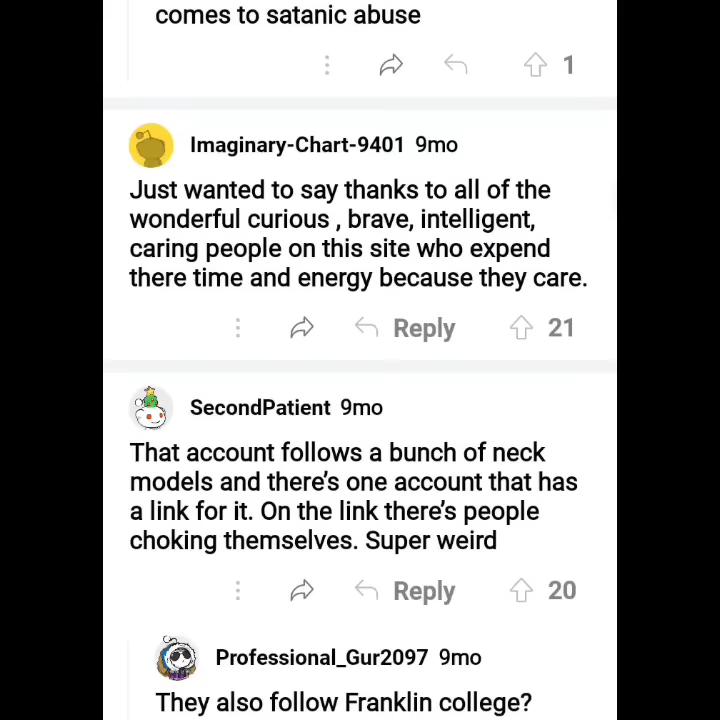 comes to satanic abuse
1
Imaginary-Chart-9401 9mo
Just wanted to say thanks to all of the
wonderful curious , brave, intelligent,
caring people on this site who expend
there time and energy because they care.
Reply 21
SecondPatient 9mo
That account follows a bunch of neck
models and there’s one account that has
a link for it. On the link there’s people
choking themselves. Super weird
Reply 20
Professional_Gur2097 9mo
They also follow Franklin college?